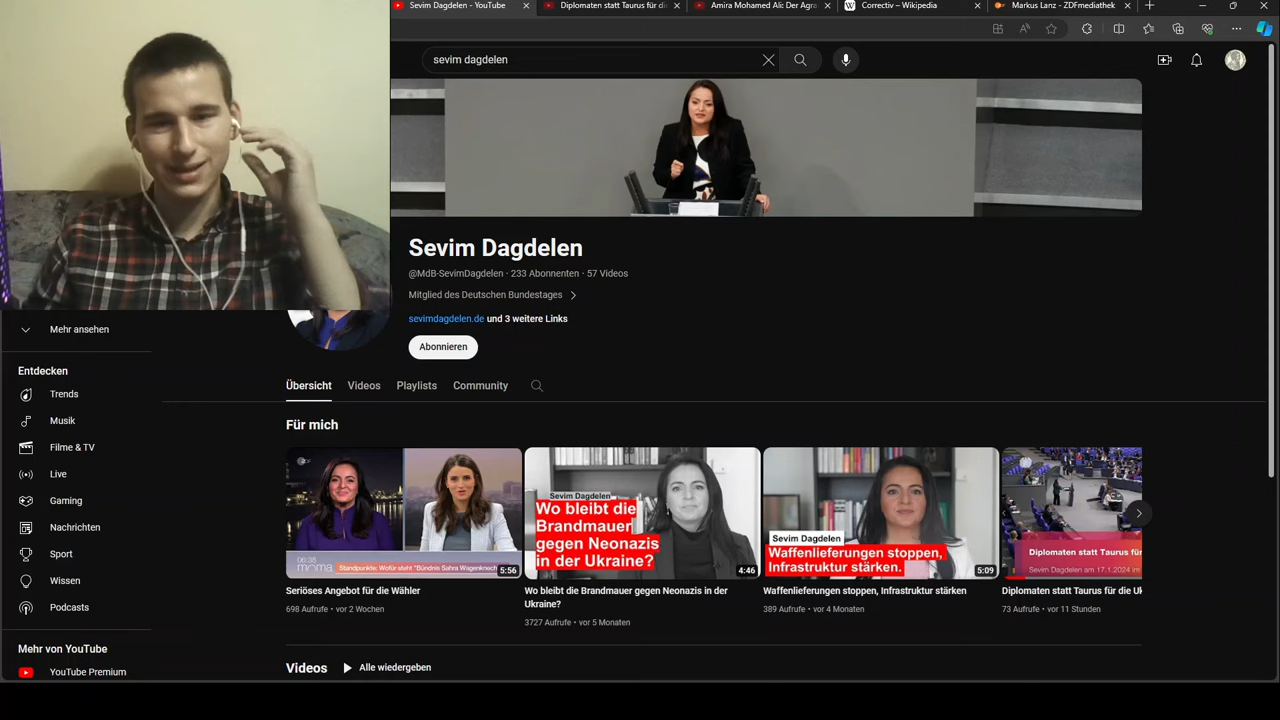 Sevim Dagdelen - YouTube
Diplomaten statt Taurus für di
Amira Mohamed Ali: Der Agra
Correctiv – Wikipedia
Markus Lanz - ZDFmediathek
sevim dagdelen
Sevim Dagdelen
@MdB-SevimDagdelen · 233 Abonnenten · 57 Videos
Mitglied des Deutschen Bundestages
sevimdagdelen.de und 3 weitere Links
Abonnieren
Mehr ansehen
Entdecken
Trends
Musik
Filme & TV
Live
Gaming
Nachrichten
Sport
Wissen
Podcasts
Mehr von YouTube
YouTube Premium
Übersicht Videos Playlists Community
Für mich
06:35
moma
Standpunkte: Wofür steht "Bündnis Sahra Wagenknech
5:56
Seriöses Angebot für die Wähler
698 Aufrufe • vor 2 Wochen
Sevim Dagdelen
Wo bleibt die
Brandmauer
gegen Neonazis
in der Ukraine?
4:46
Wo bleibt die Brandmauer gegen Neonazis in der
Ukraine?
3727 Aufrufe • vor 5 Monaten
Sevim Dagdelen
Waffenlieferungen stoppen,
Infrastruktur stärken.
5:09
Waffenlieferungen stoppen, Infrastruktur stärken
389 Aufrufe • vor 4 Monaten
Diplomaten statt Taurus für
Sevim Dagdelen am 17.1.2024 im
Diplomaten statt Taurus für die Uk
73 Aufrufe • vor 11 Stunden
Videos
Alle wiedergeben